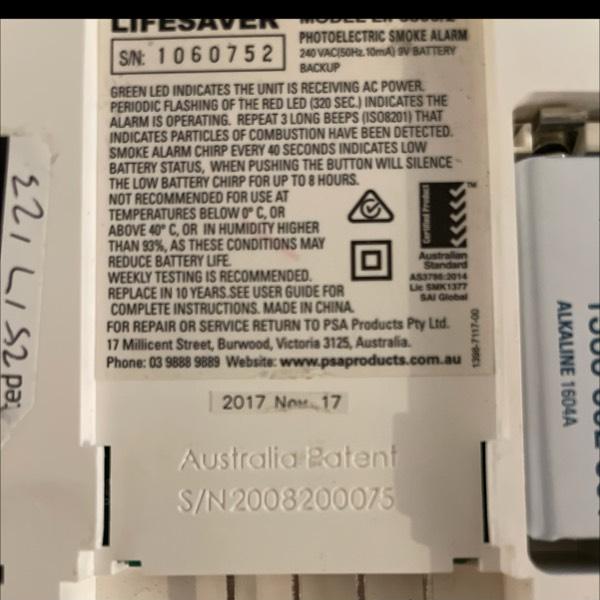 LIFESAVER
S/N: 1060752
PHOTOELECTRIC SMOKE ALARM
240 VAC(50Hz.10mA) 9V BATTERY
BACKUP
GREEN LED INDICATES THE UNIT IS RECEIVING AC POWER.
PERIODIC FLASHING OF THE RED LED (320 SEC.) INDICATES THE
ALARM IS OPERATING. REPEAT 3 LONG BEEPS (ISO8201) THAT
INDICATES PARTICLES OF COMBUSTION HAVE BEEN DETECTED.
SMOKE ALARM CHIRP EVERY 40 SECONDS INDICATES LOW
BATTERY STATUS, WHEN PUSHING THE BUTTON WILL SILENCE
THE LOW BATTERY CHIRP FOR UP TO 8 HOURS.
NOT RECOMMENDED FOR USE AT
TEMPERATURES BELOW 0° C, OR
ABOVE 40° C, OR IN HUMIDITY HIGHER
THAN 93%, AS THESE CONDITIONS MAY
REDUCE BATTERY LIFE.
WEEKLY TESTING IS RECOMMENDED.
REPLACE IN 10 YEARS.SEE USER GUIDE FOR
COMPLETE INSTRUCTIONS. MADE IN CHINA.
Certified Product
TM
Australian
Standard
AS3786:2014
Lic SMK1377
SAI Global
FOR REPAIR OR SERVICE RETURN TO PSA Products Pty Ltd.
17 Millicent Street, Burwood, Victoria 3125, Australia.
Phone: 03 9888 9889 Website: www.psaproducts.com.au
1398-7117-00
2017 Nov. 17
Australia Patent
S/N2008200075
ALKALINE 1604A